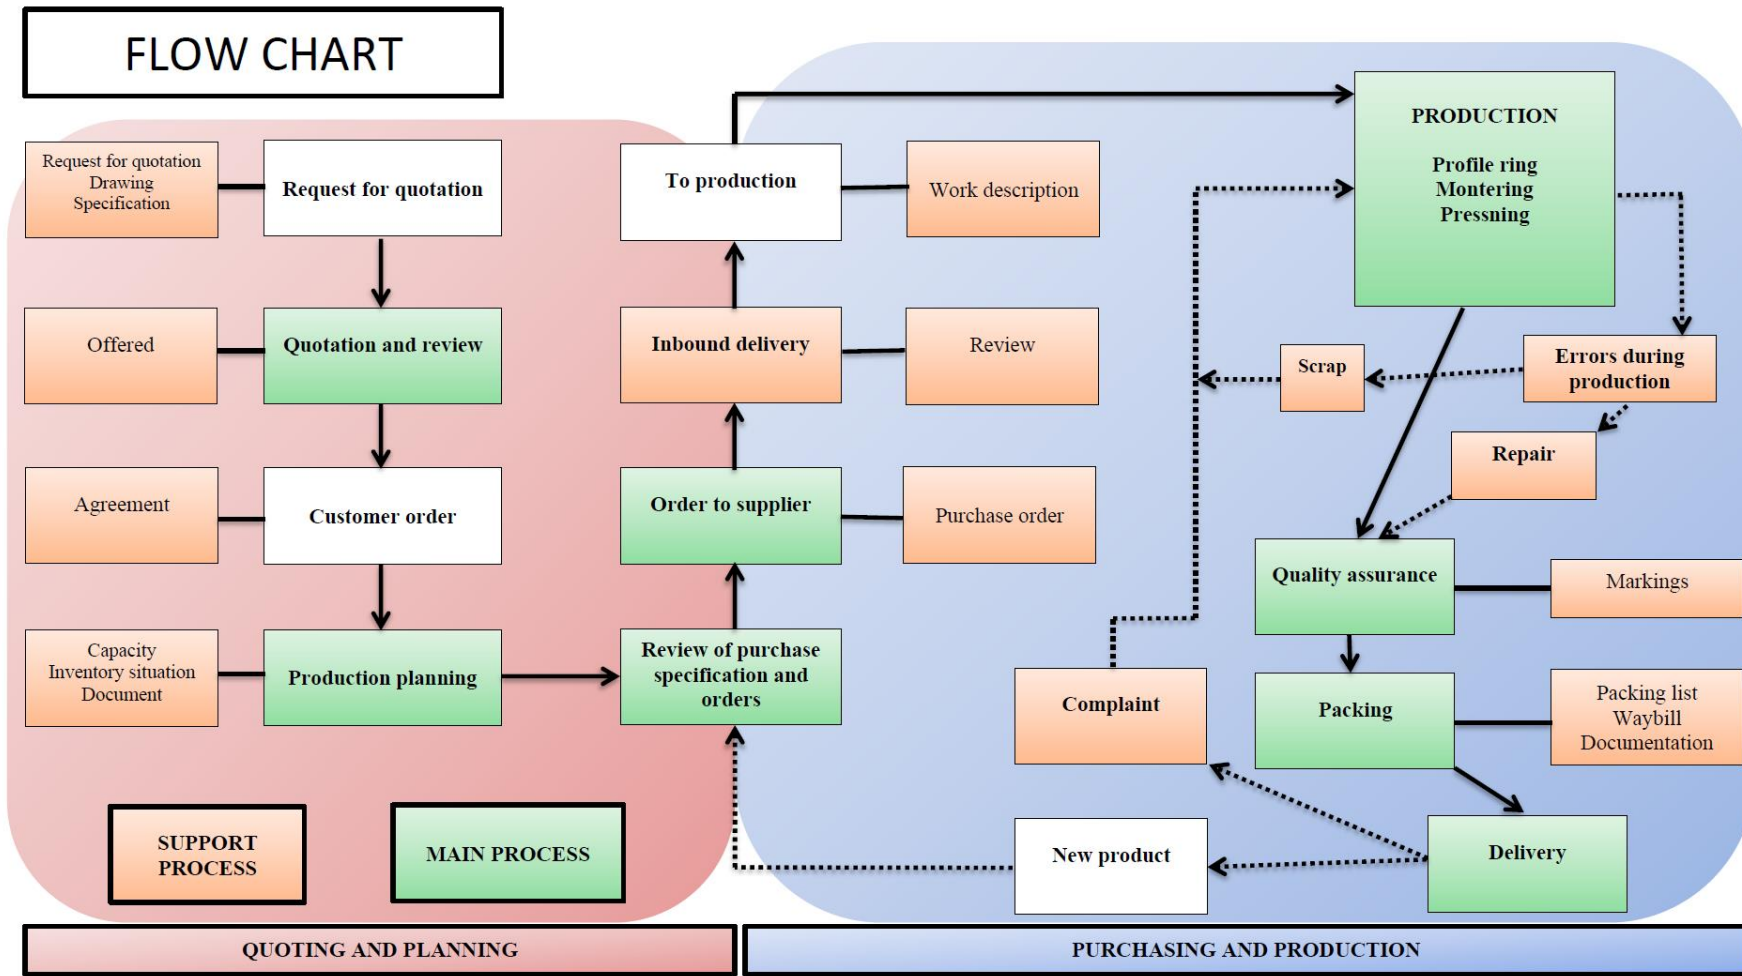 FLOW CHART
Request for quotation
Drawing
Specification
Request for quotation
Offered
Quotation and review
Agreement
Customer order
Capacity
Inventory situation
Document
Production planning
SUPPORT
PROCESS
MAIN PROCESS
To production
Work description
Inbound delivery
Review
Order to supplier
Purchase order
Review of purchase
specification and
orders
PRODUCTION
Profile ring
Montering
Pressning
Errors during
production
Scrap
Repair
Quality assurance
Markings
Complaint
Packing
Packing list
Waybill
Documentation
New product
Delivery
QUOTING AND PLANNING
PURCHASING AND PRODUCTION